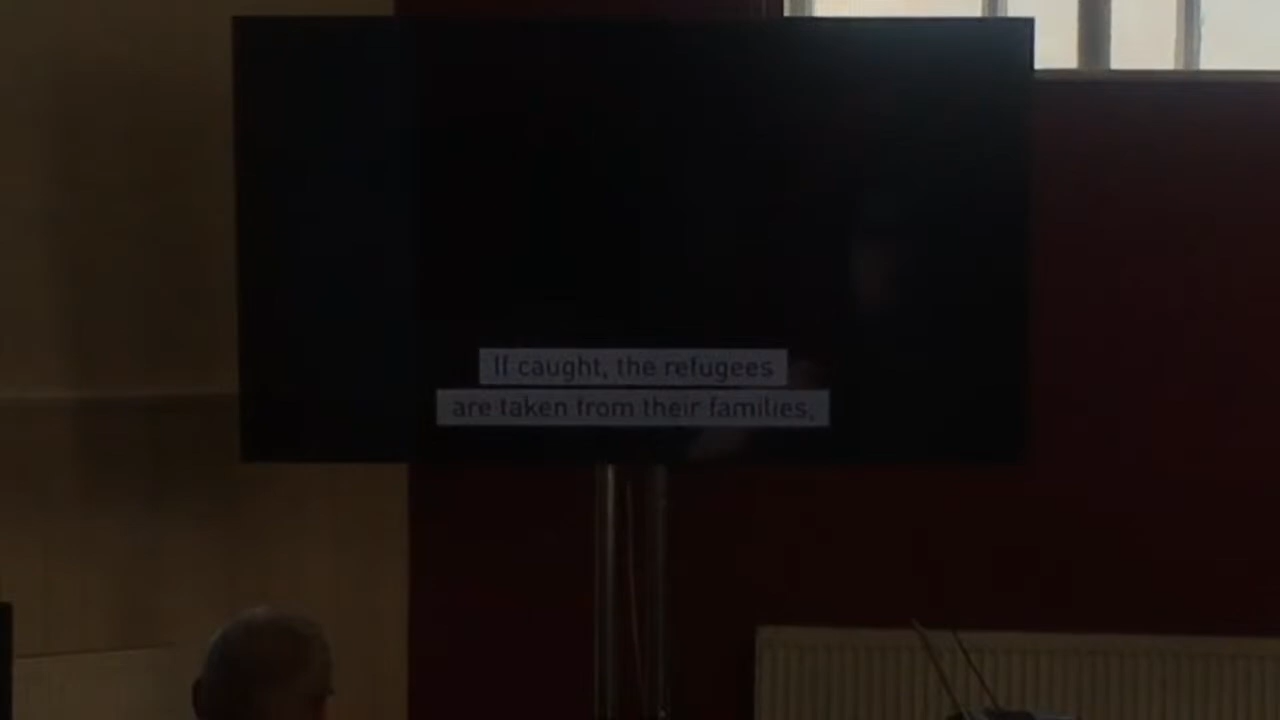 If caught, the refugees
are taken from their families,